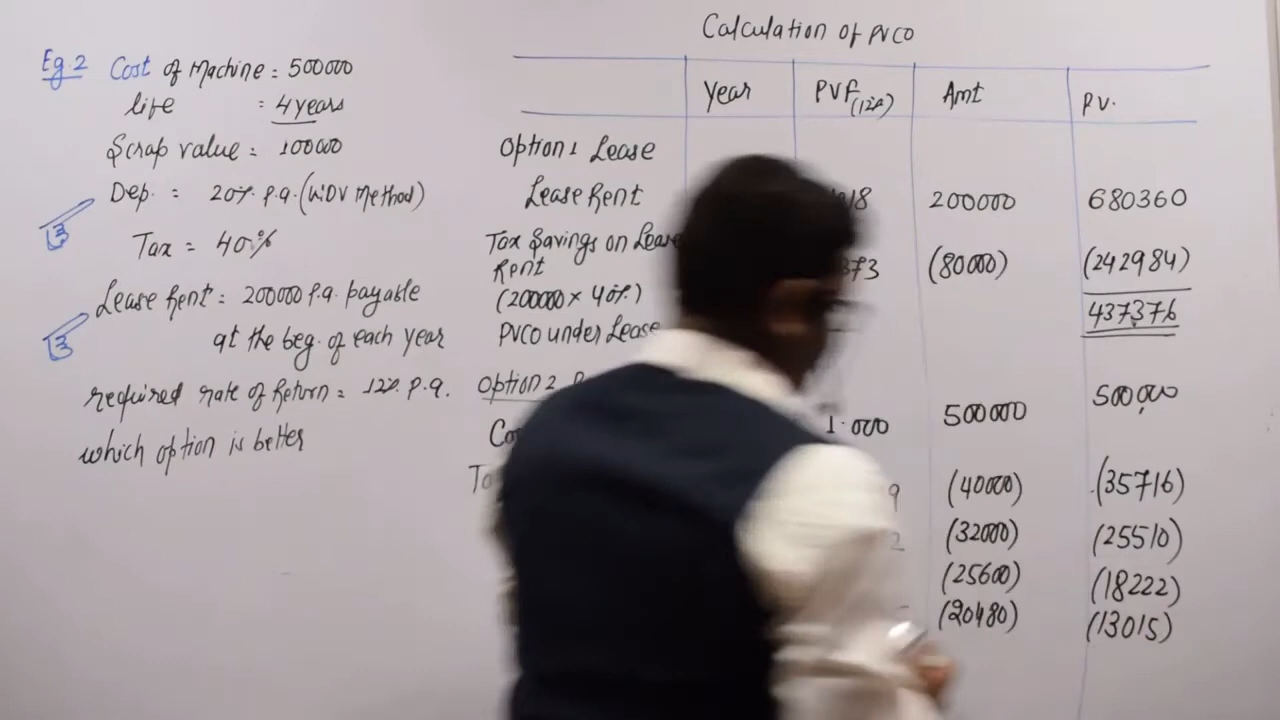 Calculation of PVCO
Eg.2 Cost of Machine = 500000
life = 4 years
Scrap value = 100000
Dep. = 20% p.a. (WDV Method)
Tax = 40%
Lease Rent = 200000 p.a. payable
at the beg. of each year
required rate of Return = 12% p.a.
which option is better
Year PVF(12%) Amt PV.
Option 1 Lease
Lease Rent 200000 680360
Tax Savings on Lease
Rent (80000) (242984)
(200000 × 40%)
PVCO under Lease 437376
Option 2
1.000 500000 500000
(40000) (35716)
(32000) (25510)
(25600) (18222)
(20480) (13015)